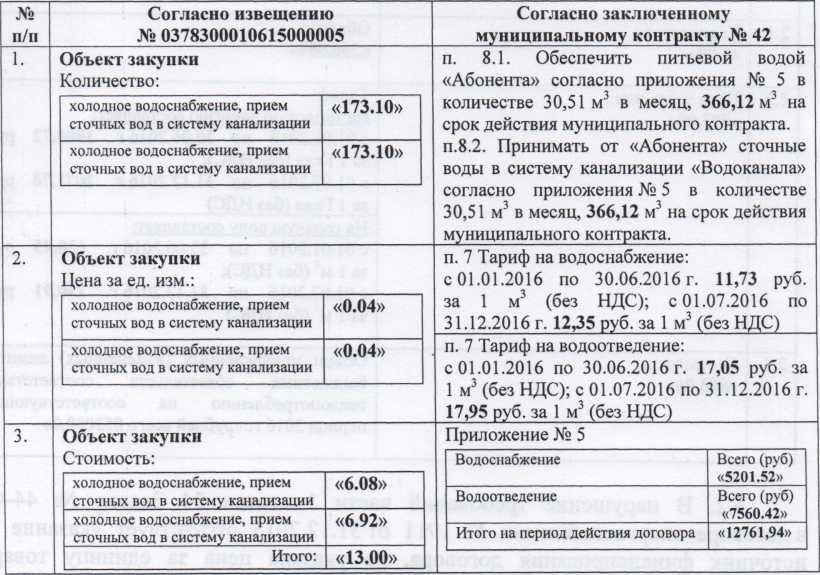 № п/п
Согласно извещению
№ 03783000106150000​05
Согласно заключенному
муниципальному контракту № 42
1.
Объект закупки
Количество:
холодное водоснабжение, прием
сточных вод в систему канализации
«173.10»
холодное водоснабжение, прием
сточных вод в систему канализации
«173.10»
п. 8.1. Обеспечить питьевой водой
«Абонента» согласно приложения № 5 в
количестве 30,51 м³ в месяц, 366,12 м³ на
срок действия муниципального контракта.
п.8.2. Принимать от «Абонента» сточные
воды в систему канализации «Водоканала»
согласно приложения № 5 в количестве
30,51 м³ в месяц, 366,12 м³ на срок действия
муниципального контракта.
2.
Объект закупки
Цена за ед. изм.:
холодное водоснабжение, прием
сточных вод в систему канализации
«0.04»
холодное водоснабжение, прием
сточных вод в систему канализации
«0.04»
п. 7 Тариф на водоснабжение:
с 01.01.2016 по 30.06.2016 г. 11,73 руб.
за 1 м³ (без НДС); с 01.07.2016 по
31.12.2016 г. 12,35 руб. за 1 м³ (без НДС)
п. 7 Тариф на водоотведение:
с 01.01.2016 по 30.06.2016 г. 17,05 руб. за
1 м³ (без НДС); с 01.07.2016 по 31.12.2016 г.
17,95 руб. за 1 м³ (без НДС)
3.
Объект закупки
Стоимость:
холодное водоснабжение, прием
сточных вод в систему канализации
«6.08»
холодное водоснабжение, прием
сточных вод в систему канализации
«6.92»
Итого: «13.00»
Приложение № 5
Водоснабжение
Всего (руб)
«5201.52»
Водоотведение
Всего (руб)
«7560.42»
Итого на период действия договора
«12761,94»